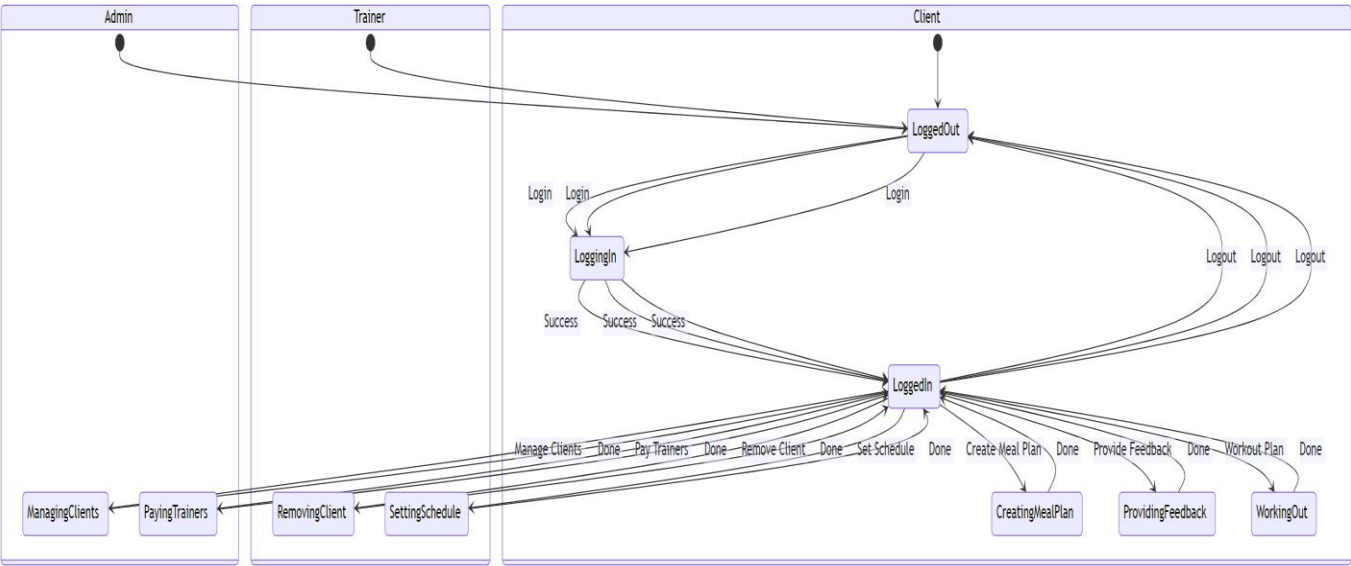 Admin
Trainer
Client
LoggedOut
Login
Login
Login
LoggingIn
Logout
Logout
Logout
Success
Success
Success
LoggedIn
Manage Clients
Done
Pay Trainers
Done
Remove Client
Done
Set Schedule
Done
Create Meal Plan
Done
Provide Feedback
Done
Workout Plan
Done
ManagingClients
PayingTrainers
RemovingClient
SettingSchedule
CreatingMealPlan
ProvidingFeedback
WorkingOut